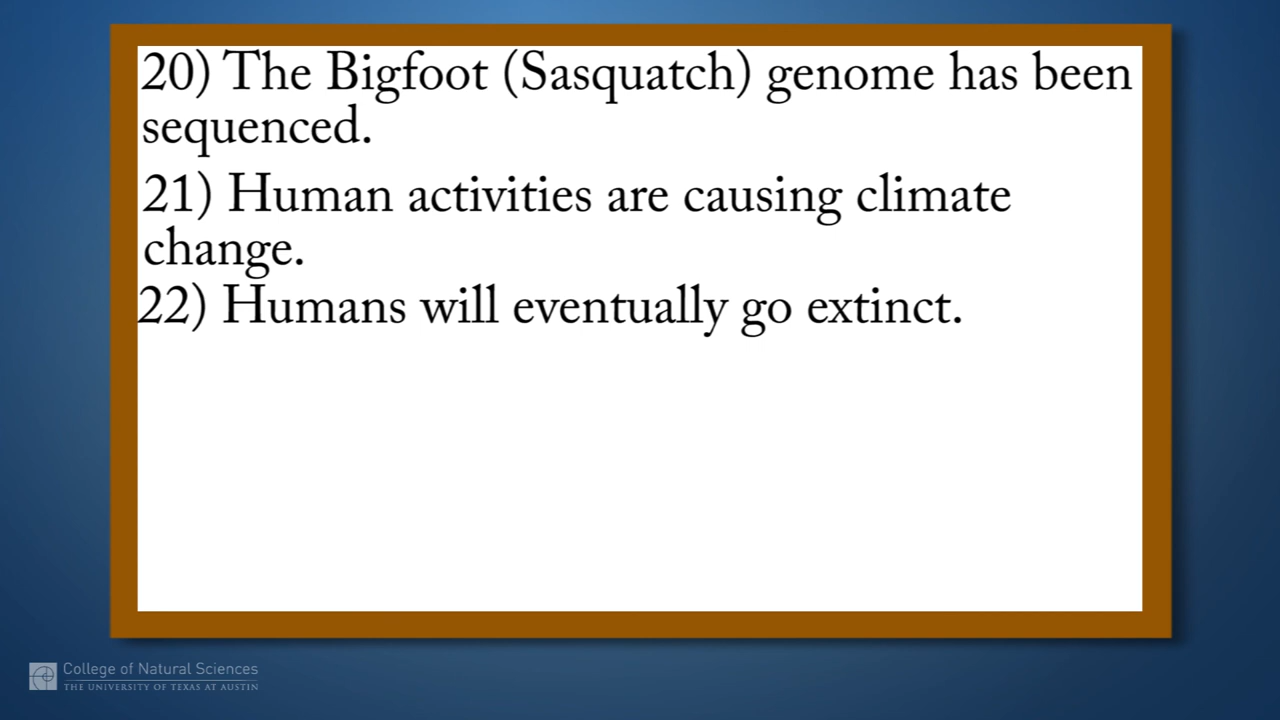 20) The Bigfoot (Sasquatch) genome has been
sequenced.
21) Human activities are causing climate
change.
22) Humans will eventually go extinct.
College of Natural Sciences
THE UNIVERSITY OF TEXAS AT AUSTIN